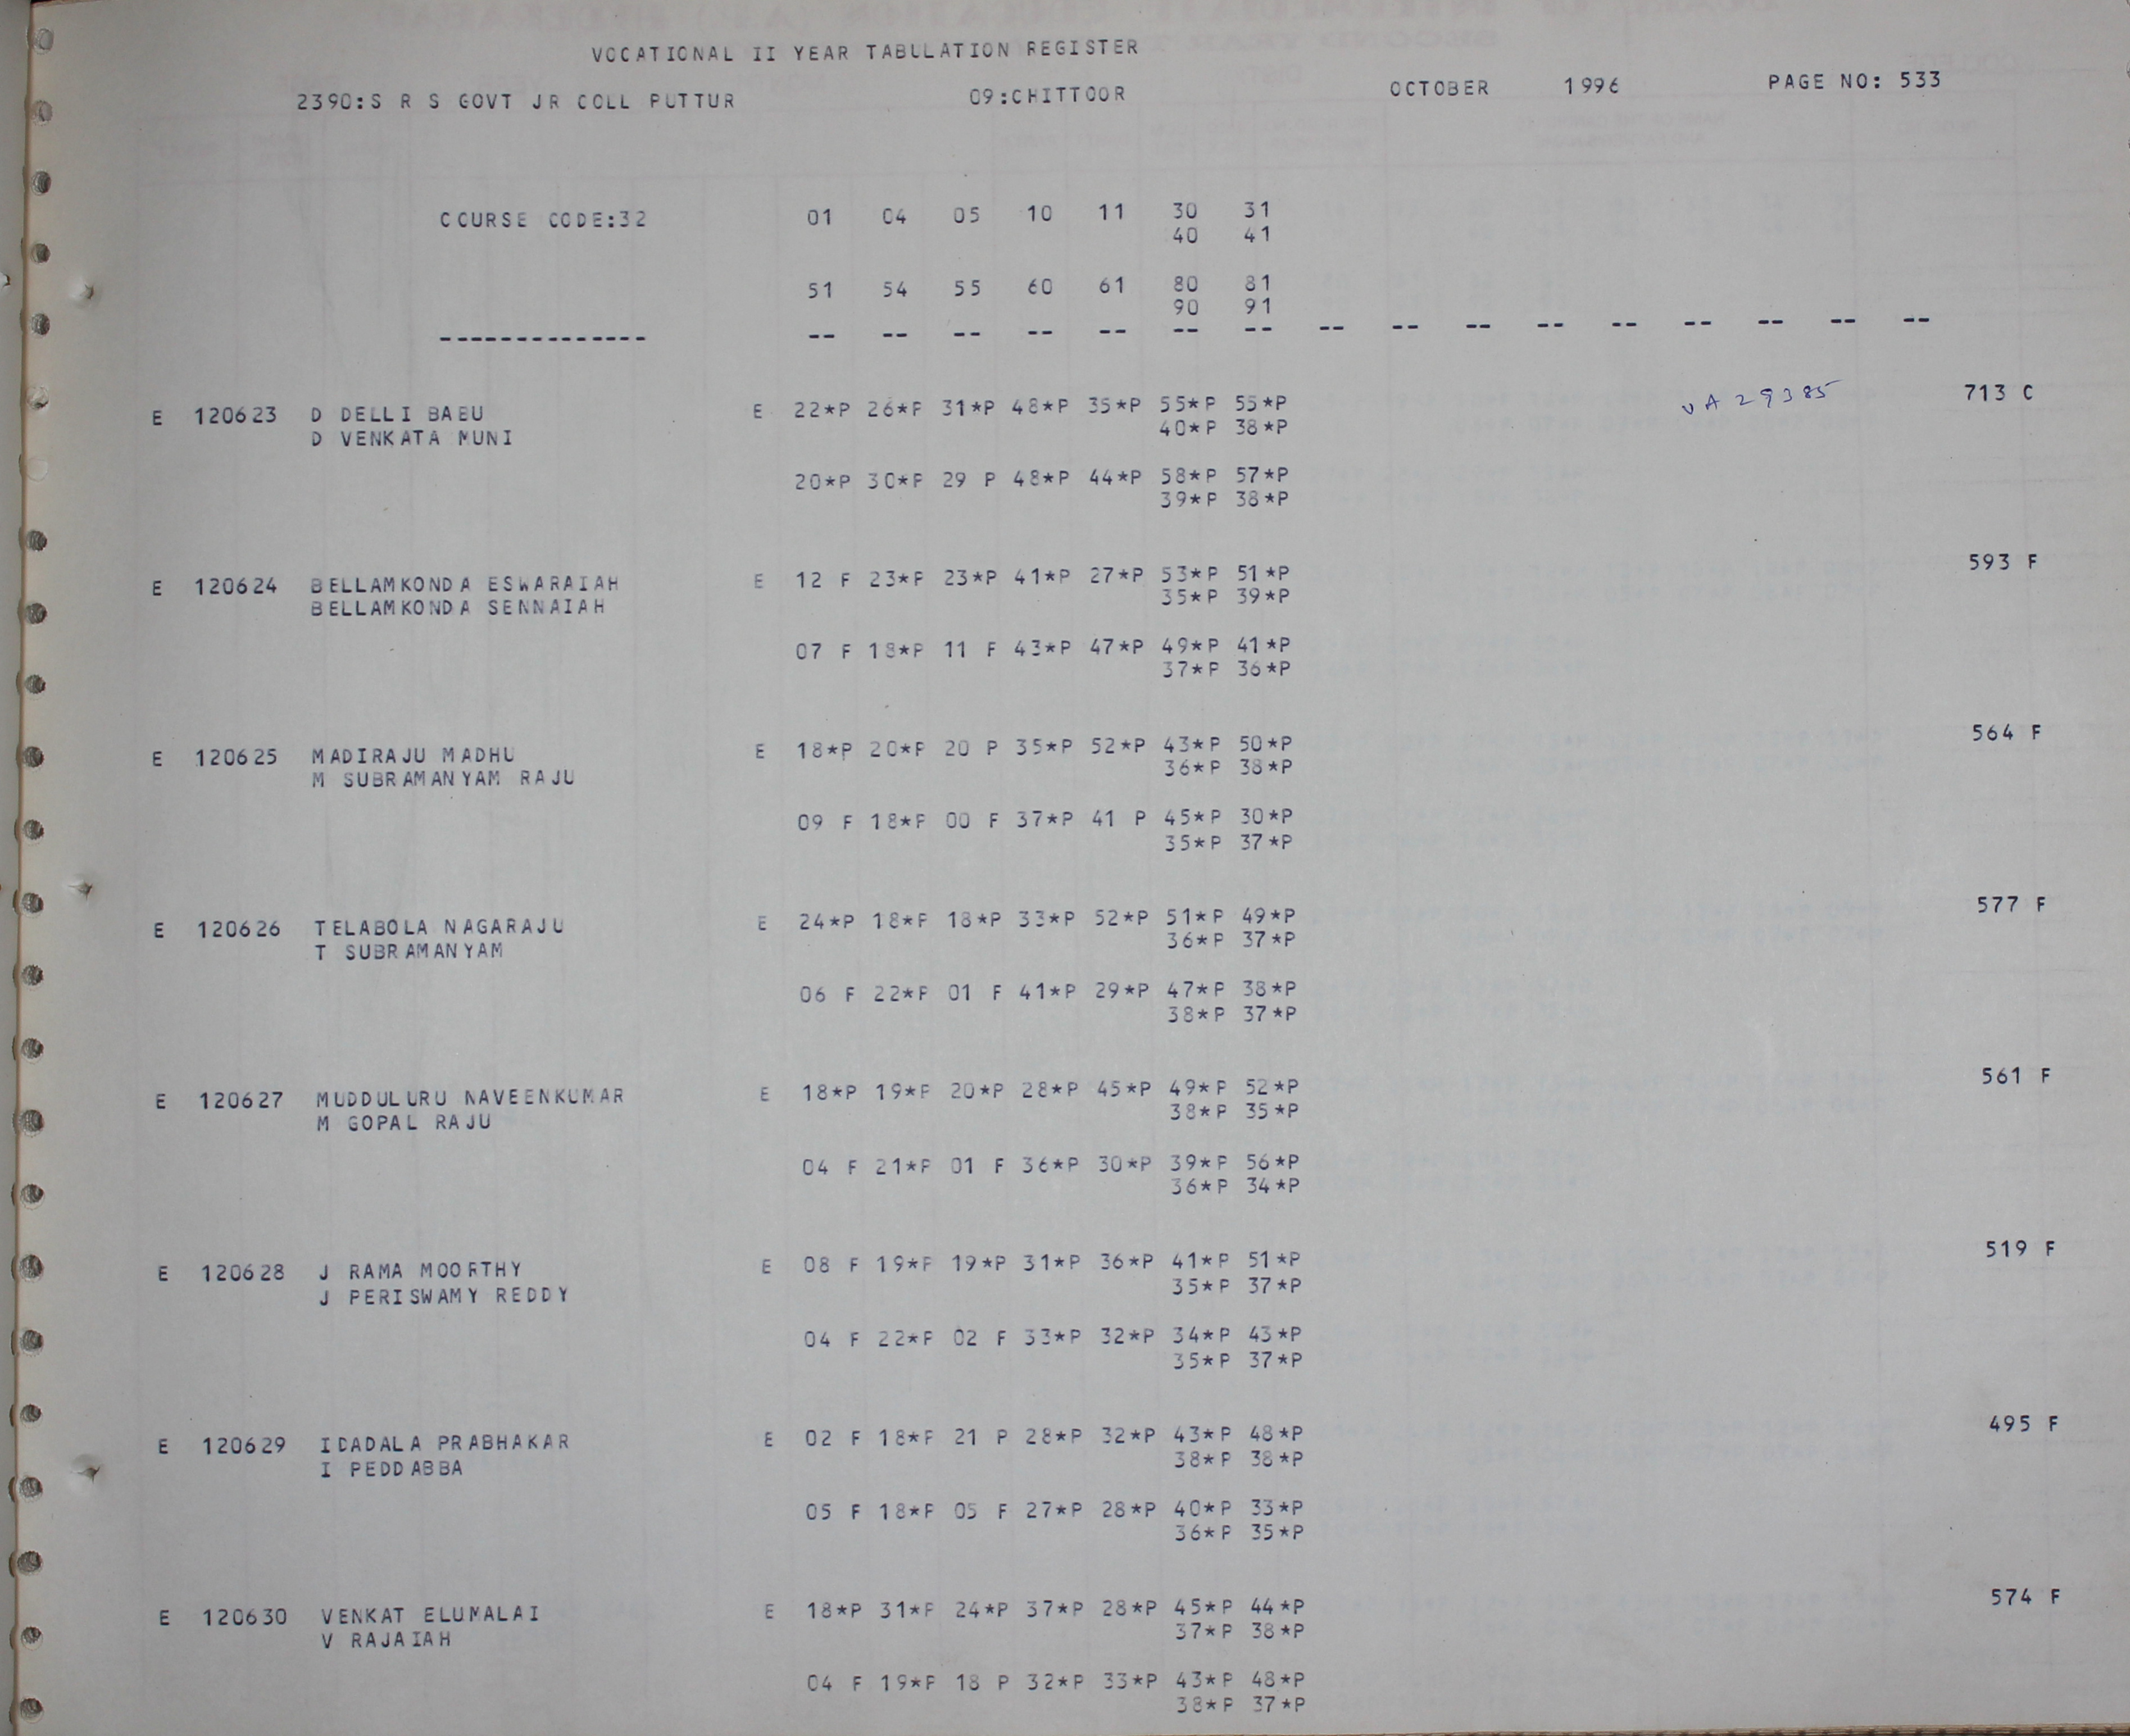 VOCATIONAL II YEAR TABULATION REGISTER
2390:S R S GOVT JR COLL PUTTUR 09:CHITTOOR OCTOBER 1996 PAGE NO: 533
COURSE CODE:32 01 04 05 10 11 30 31
40 41
51 54 55 60 61 80 81
90 91
-------------- -- -- -- -- -- -- -- -- -- -- -- -- -- -- -- --
E 120623 D DELLI BABU E 22*P 26*P 31*P 48*P 35*P 55*P 55*P VA 29385 713 C
D VENKATA MUNI 40*P 38*P
20*P 30*P 29 P 48*P 44*P 58*P 57*P
39*P 38*P
E 120624 BELLAMKONDA ESWARAIAH E 12 F 23*P 23*P 41*P 27*P 53*P 51*P 593 F
BELLAMKONDA SENNAIAH 35*P 39*P
07 F 18*P 11 F 43*P 47*P 49*P 41*P
37*P 36*P
E 120625 MADIRAJU MADHU E 18*P 20*P 20 P 35*P 52*P 43*P 50*P 564 F
M SUBRAMANYAM RAJU 36*P 38*P
09 F 18*P 00 F 37*P 41 P 45*P 30*P
35*P 37*P
E 120626 TELABOLA NAGARAJU E 24*P 18*P 18*P 33*P 52*P 51*P 49*P 577 F
T SUBRAMANYAM 36*P 37*P
06 F 22*P 01 F 41*P 29*P 47*P 38*P
38*P 37*P
E 120627 MUDDULURU NAVEENKUMAR E 18*P 19*P 20*P 28*P 45*P 49*P 52*P 561 F
M GOPAL RAJU 38*P 35*P
04 F 21*P 01 F 36*P 30*P 39*P 56*P
36*P 34*P
E 120628 J RAMA MOORTHY E 08 F 19*P 19*P 31*P 36*P 41*P 51*P 519 F
J PERISWAMY REDDY 35*P 37*P
04 F 22*P 02 F 33*P 32*P 34*P 43*P
35*P 37*P
E 120629 IDADALA PRABHAKAR E 02 F 18*P 21 P 28*P 32*P 43*P 48*P 495 F
I PEDDABBA 38*P 38*P
05 F 18*P 05 F 27*P 28*P 40*P 33*P
36*P 35*P
E 120630 VENKAT ELUMALAI E 18*P 31*P 24*P 37*P 28*P 45*P 44*P 574 F
V RAJAIAH 37*P 38*P
04 F 19*P 18 P 32*P 33*P 43*P 48*P
38*P 37*P